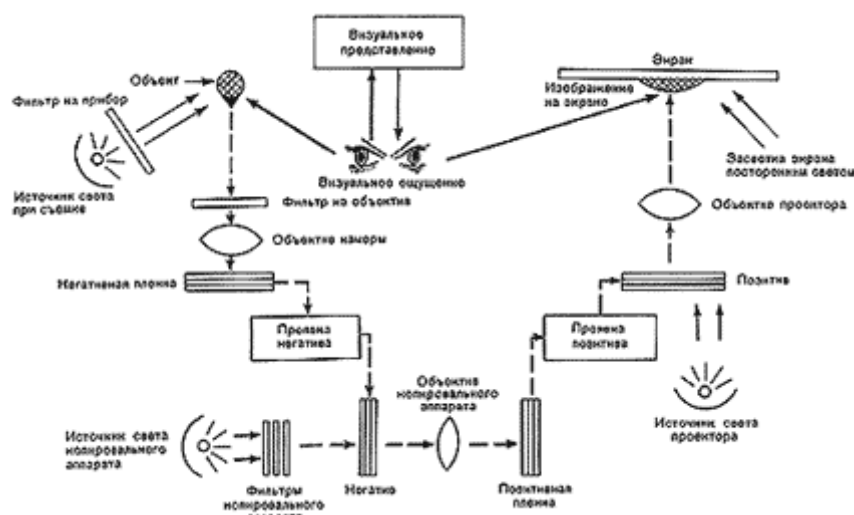 Визуальное
представление
Экран
Объект
Изображение
на экране
Фильтр на прибор
Засветка экрана
посторонним светом
Визуальное ощущение
Источник света
при съемке
Фильтр на объектив
Объектив проектора
Объектив камеры
Негативная пленка
Позитив
Проявка
негатива
Проявка
позитива
Объектив
копировального
аппарата
Источник света
проектора
Источник света
копировального
аппарата
Фильтры
копировального
Негатив
Позитивная
пленка